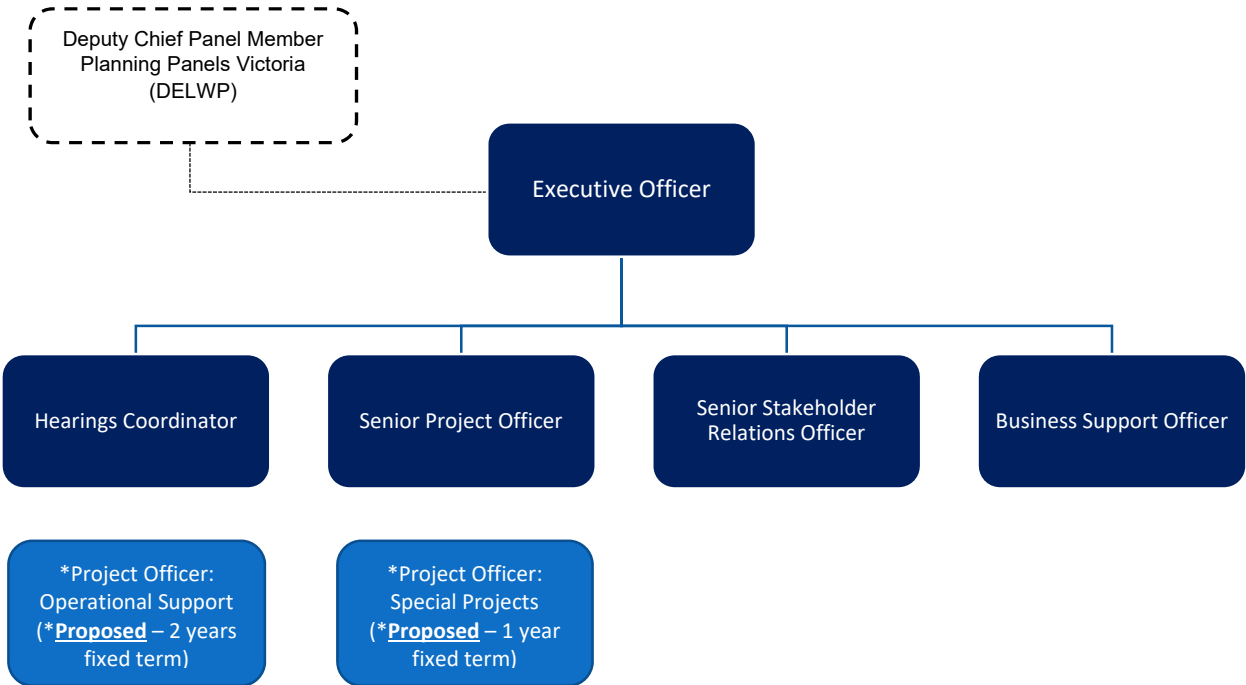 Deputy Chief Panel Member
Planning Panels Victoria
(DELWP)
Executive Officer
Hearings Coordinator
Senior Project Officer
Senior Stakeholder
Relations Officer
Business Support Officer
*Project Officer:
Operational Support
(*Proposed – 2 years
fixed term)
*Project Officer:
Special Projects
(*Proposed – 1 year
fixed term)